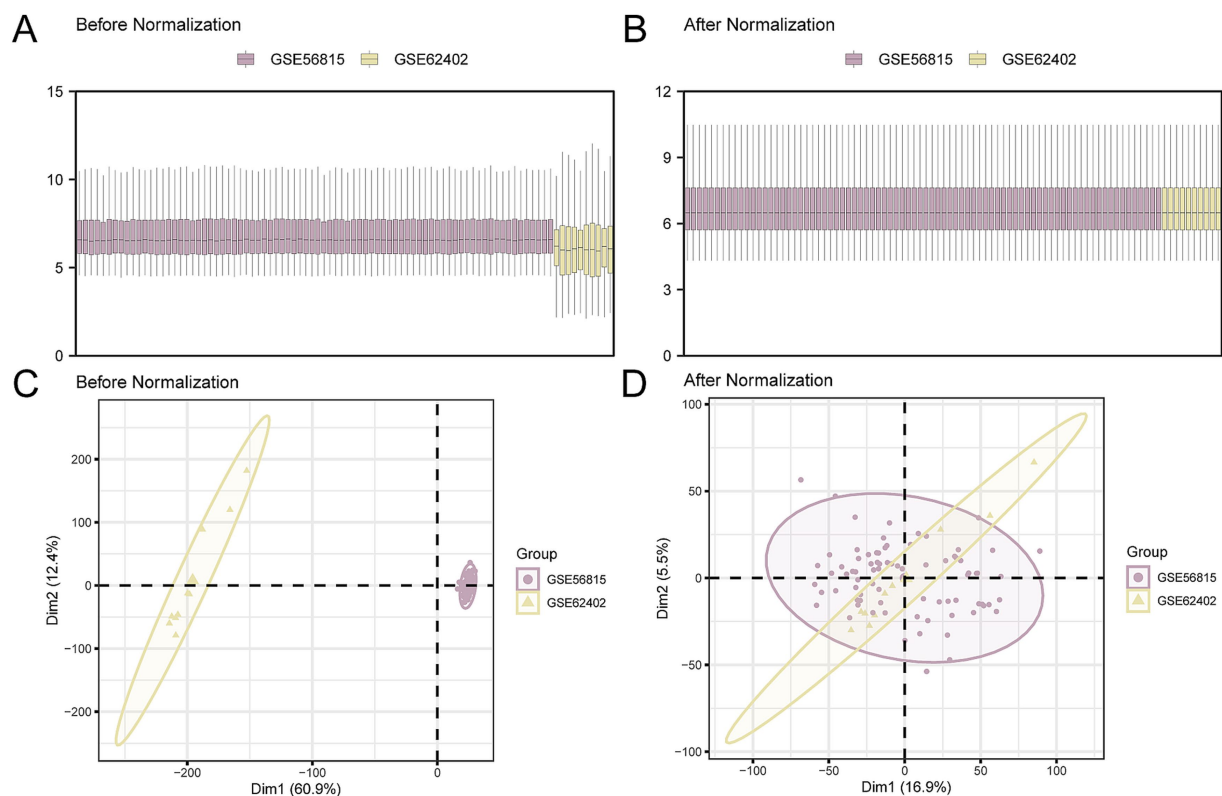 A
Before Normalization
GSE56815
GSE62402
15
10
5
0
B
After Normalization
GSE56815
GSE62402
12
9
6
3
0
C
Before Normalization
200
100
0
−100
−200
−200
−100
0
Dim2 (12.4%)
Dim1 (60.9%)
Group
GSE56815
GSE62402
D
After Normalization
100
50
0
−50
−100
−100
−50
0
50
100
Dim2 (5.5%)
Dim1 (16.9%)
Group
GSE56815
GSE62402